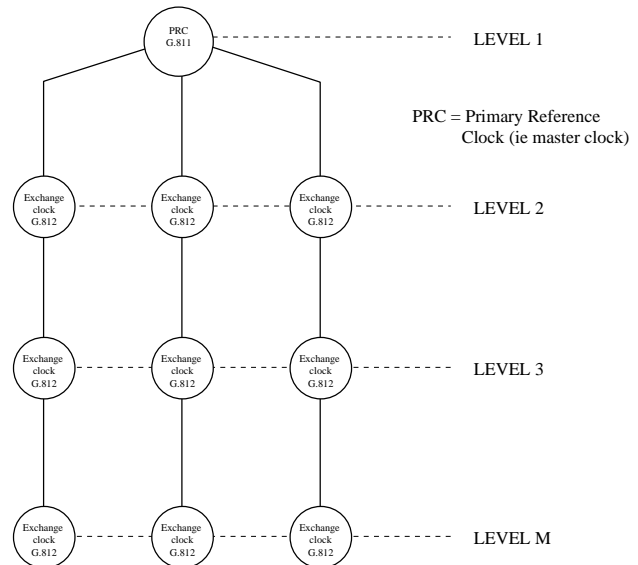 PRC
G.811
LEVEL 1
PRC = Primary Reference
Clock (ie master clock)
Exchange
clock
G.812
Exchange
clock
G.812
Exchange
clock
G.812
LEVEL 2
Exchange
clock
G.812
Exchange
clock
G.812
Exchange
clock
G.812
LEVEL 3
Exchange
clock
G.812
Exchange
clock
G.812
Exchange
clock
G.812
LEVEL M